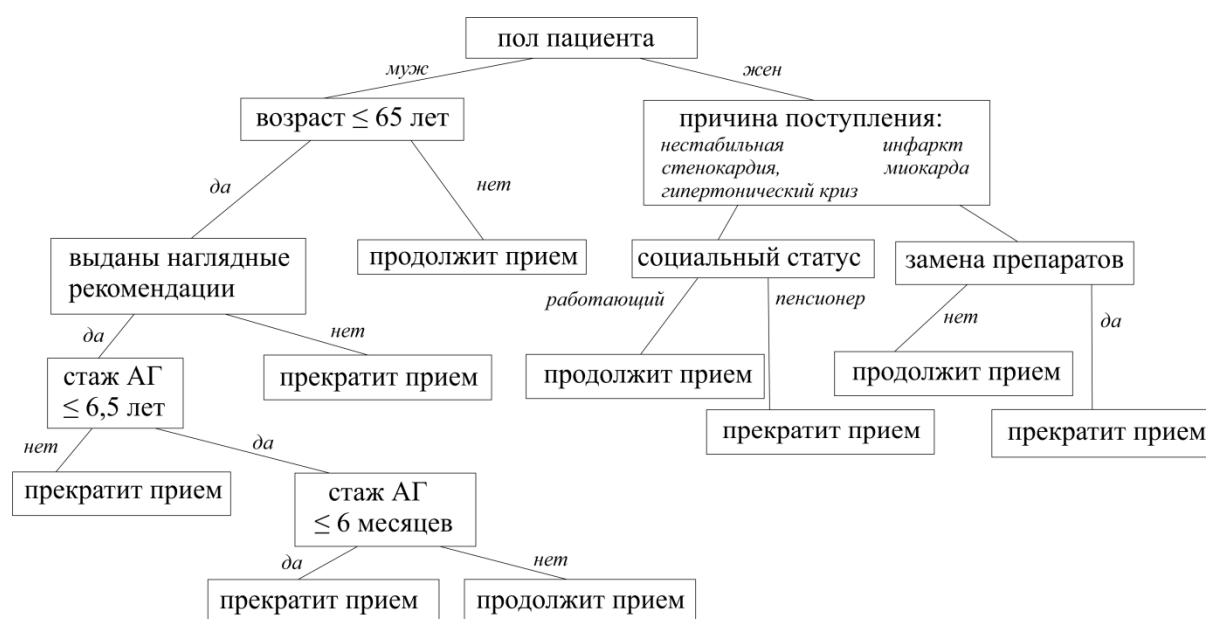 пол пациента
муж
жен
возраст ≤ 65 лет
причина поступления:
нестабильная
стенокардия,
гипертонический криз
инфаркт
миокарда
да
нет
выданы наглядные
рекомендации
продолжит прием
социальный статус
замена препаратов
работающий
пенсионер
нет
да
да
нет
стаж АГ
≤ 6,5 лет
прекратит прием
продолжит прием
продолжит прием
прекратит прием
прекратит прием
нет
да
прекратит прием
стаж АГ
≤ 6 месяцев
да
нет
прекратит прием
продолжит прием